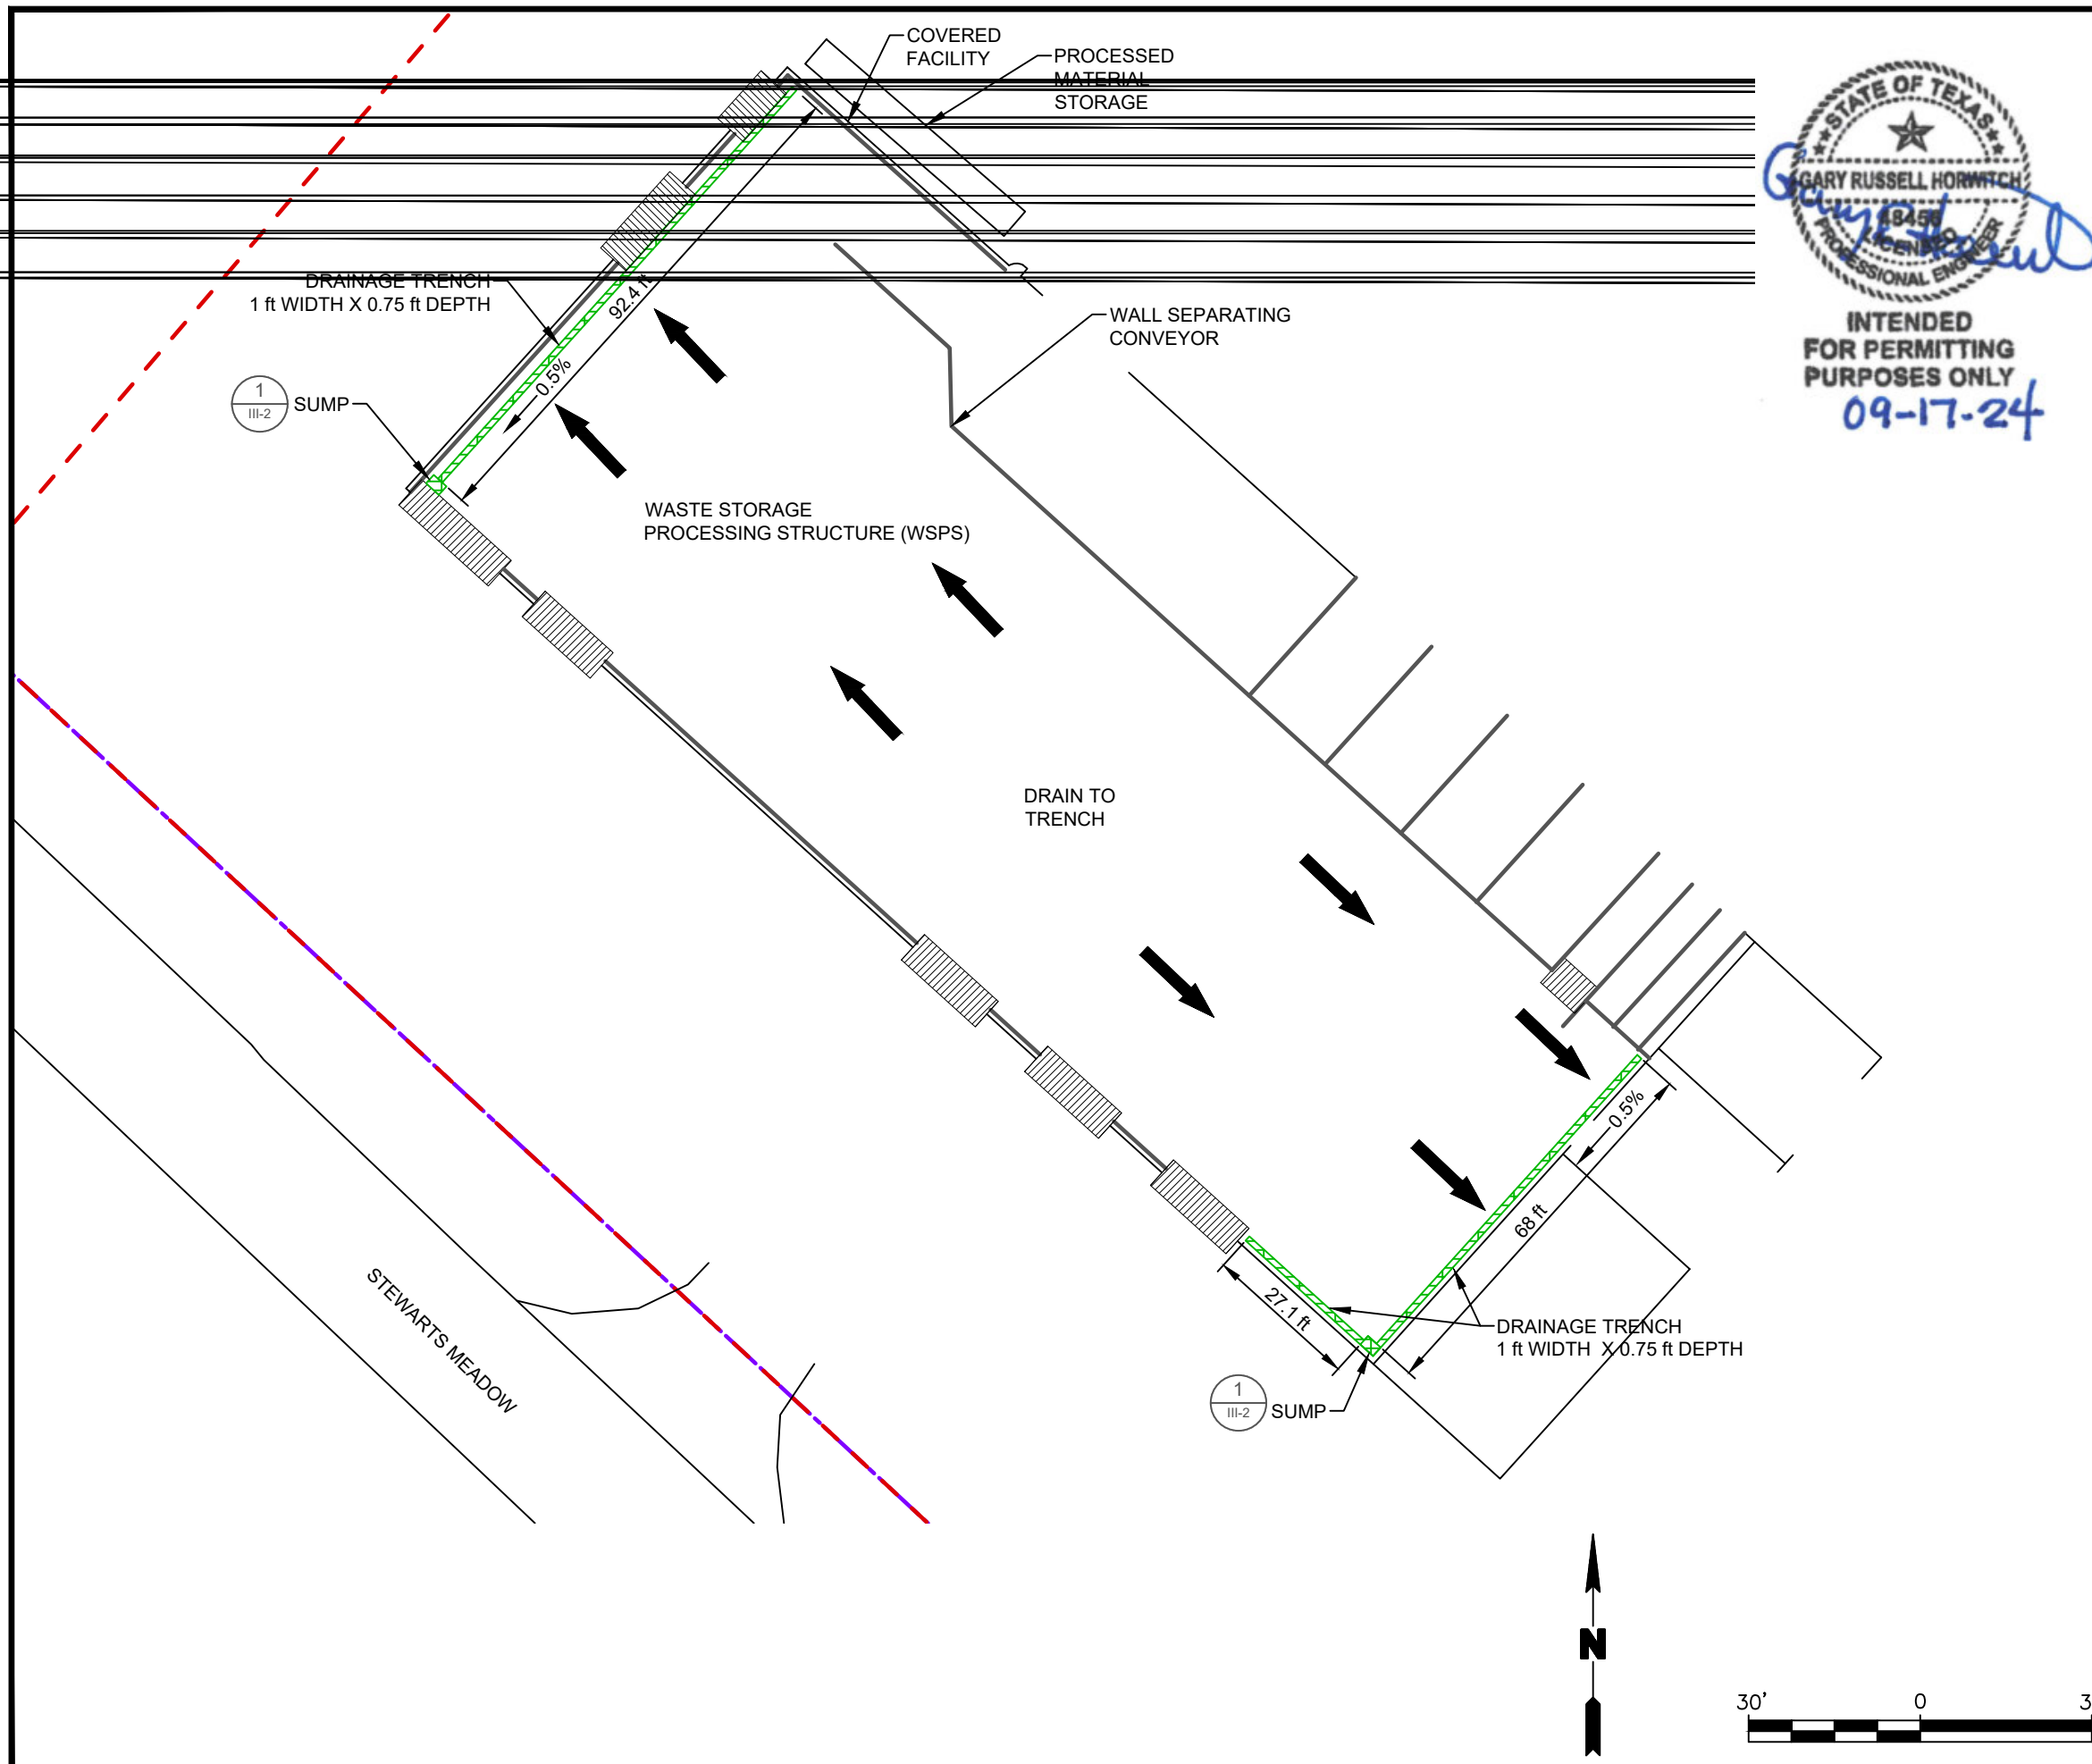 COVERED
FACILITY
PROCESSED
MATERIAL
STORAGE
STATE OF TEXAS
GARY RUSSELL HORWITCH
48456
LICENSED
PROFESSIONAL ENGINEER
INTENDED
FOR PERMITTING
PURPOSES ONLY
09-17-24
DRAINAGE TRENCH
1 ft WIDTH X 0.75 ft DEPTH
92.4 ft
0.5%
WALL SEPARATING
CONVEYOR
1
III-2
SUMP
WASTE STORAGE
PROCESSING STRUCTURE (WSPS)
DRAIN TO
TRENCH
0.5%
68 ft
27.1 ft
DRAINAGE TRENCH
1 ft WIDTH X 0.75 ft DEPTH
1
III-2
SUMP
STEWARTS MEADOW
N
30'
0